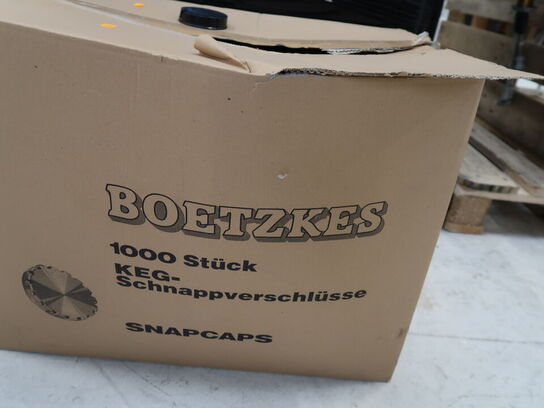 BOETZKES
1000 Stück
KEG-
Schnappverschlüsse
SNAPCAPS